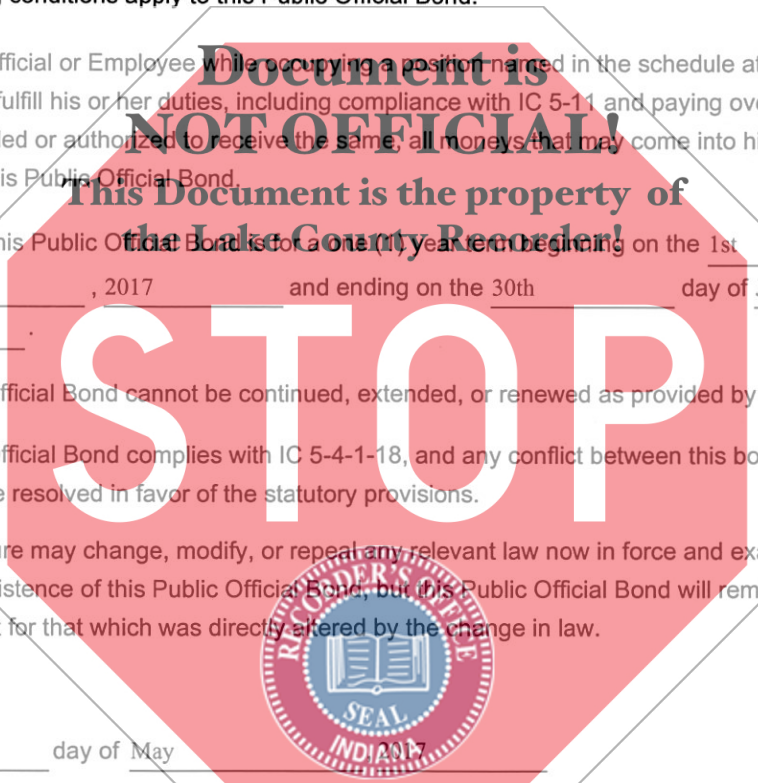 conditions apply to this Public Official Bond.
Document is
fficial or Employee while occupying a position named in the schedule
fulfill his or her duties, including compliance with IC 5-11 and paying
NOT OFFICIAL!
or authorized to receive the same, all moneys that may come into
This Document is the property of
is Public Official Bond.
the Lake County Recorder!
his Public Official Bond is for a one (1) year term beginning on the 1st
, 2017 and ending on the 30th day of
.
STOP
fficial Bond cannot be continued, extended, or renewed as provided by
fficial Bond complies with IC 5-4-1-18, and any conflict between this
resolved in favor of the statutory provisions.
may change, modify, or repeal any relevant law now in force and
istence of this Public Official Bond, but this Public Official Bond will
for that which was directly altered by the change in law.
RECORDER'S OFFICE
SEAL
INDIANA
day of May , 2017